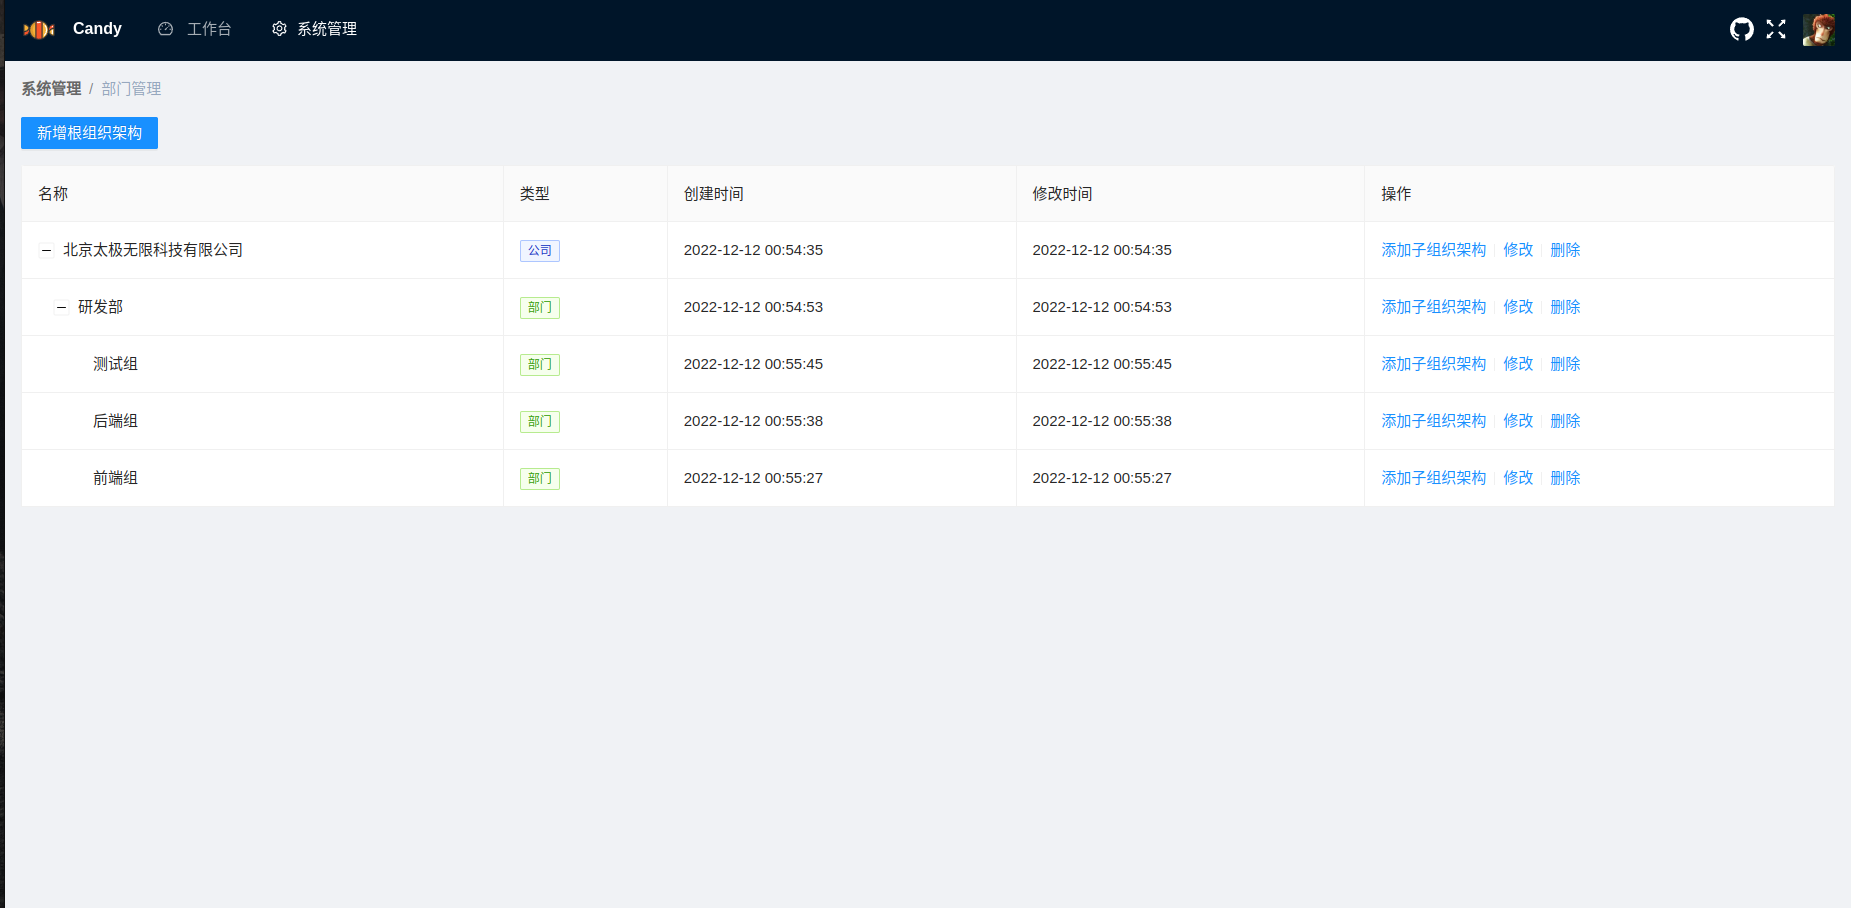 Candy 工作台 系统管理
系统管理 / 部门管理
新增根组织架构
名称 类型 创建时间 修改时间 操作
北京太极无限科技有限公司 公司 2022-12-12 00:54:35 2022-12-12 00:54:35 添加子组织架构 修改 删除
研发部 部门 2022-12-12 00:54:53 2022-12-12 00:54:53 添加子组织架构 修改 删除
测试组 部门 2022-12-12 00:55:45 2022-12-12 00:55:45 添加子组织架构 修改 删除
后端组 部门 2022-12-12 00:55:38 2022-12-12 00:55:38 添加子组织架构 修改 删除
前端组 部门 2022-12-12 00:55:27 2022-12-12 00:55:27 添加子组织架构 修改 删除